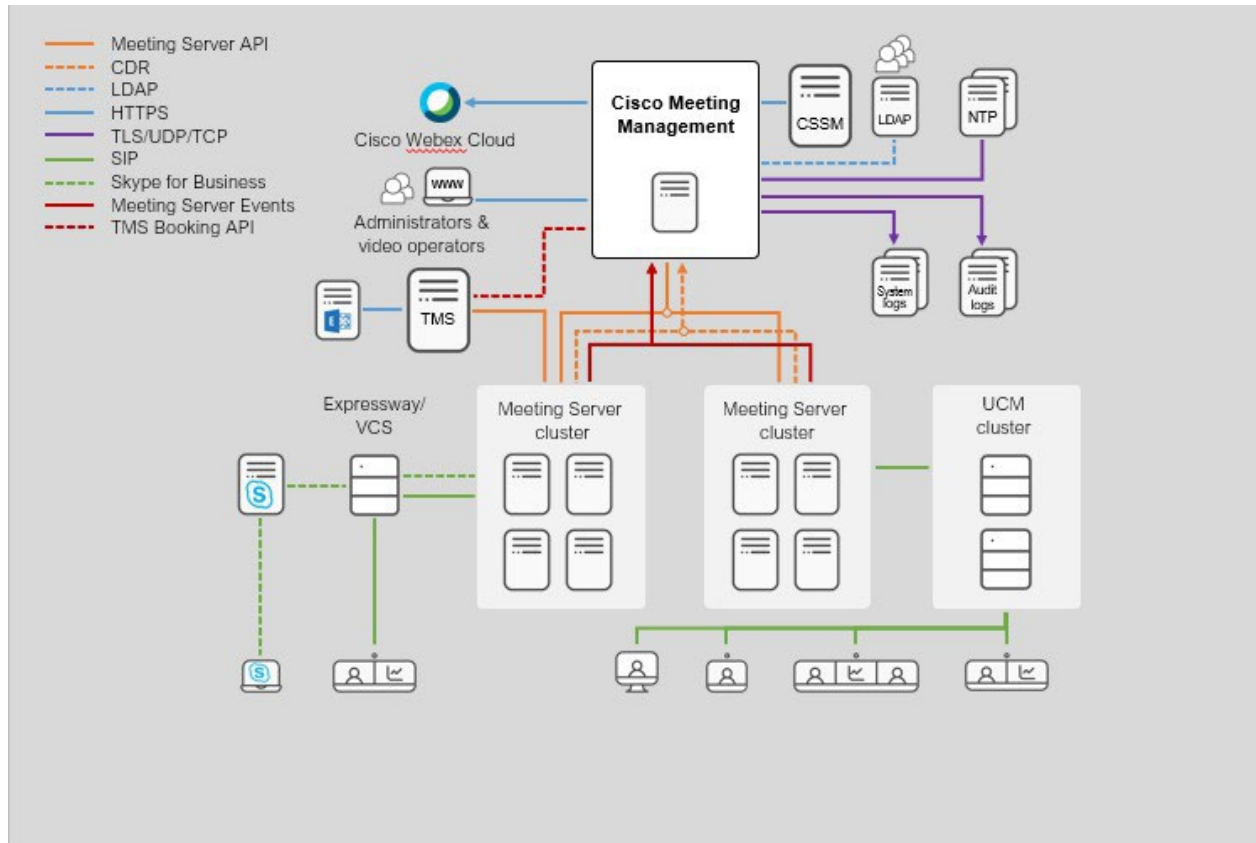 Meeting Server API
CDR
LDAP
HTTPS
TLS/UDP/TCP
SIP
Skype for Business
Meeting Server Events
TMS Booking API
Cisco Webex Cloud
www
Administrators &
video operators
Cisco Meeting
Management
CSSM
LDAP
NTP
System
logs
Audit
logs
E
TMS
Expressway/
VCS
Meeting Server
cluster
Meeting Server
cluster
UCM
cluster
S
S